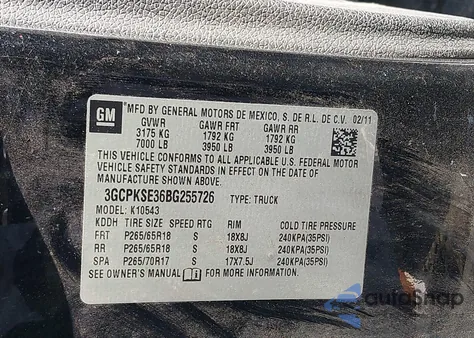 GM
MFD BY GENERAL MOTORS DE MEXICO, S. DE R.L. DE C.V. 02/11
GVWR GAWR FRT GAWR RR
3175 KG 1792 KG 1792 KG
7000 LB 3950 LB 3950 LB
THIS VEHICLE CONFORMS TO ALL APPLICABLE U.S. FEDERAL MOTOR
VEHICLE SAFETY STANDARDS IN EFFECT ON THE DATE OF
MANUFACTURE SHOWN ABOVE.
3GCPKSE36BG255726 TYPE: TRUCK
MODEL: K10543
KDD TIRE SIZE SPEED RTG RIM COLD TIRE PRESSURE
FRT P265/65R18 S 18X8J 240KPA(35PSI)
RR P265/65R18 S 18X8J 240KPA(35PSI)
SPA P265/70R17 S 17X7.5J 240KPA(35PSI)
SEE OWNER'S MANUAL FOR MORE INFORMATION
autoSnap